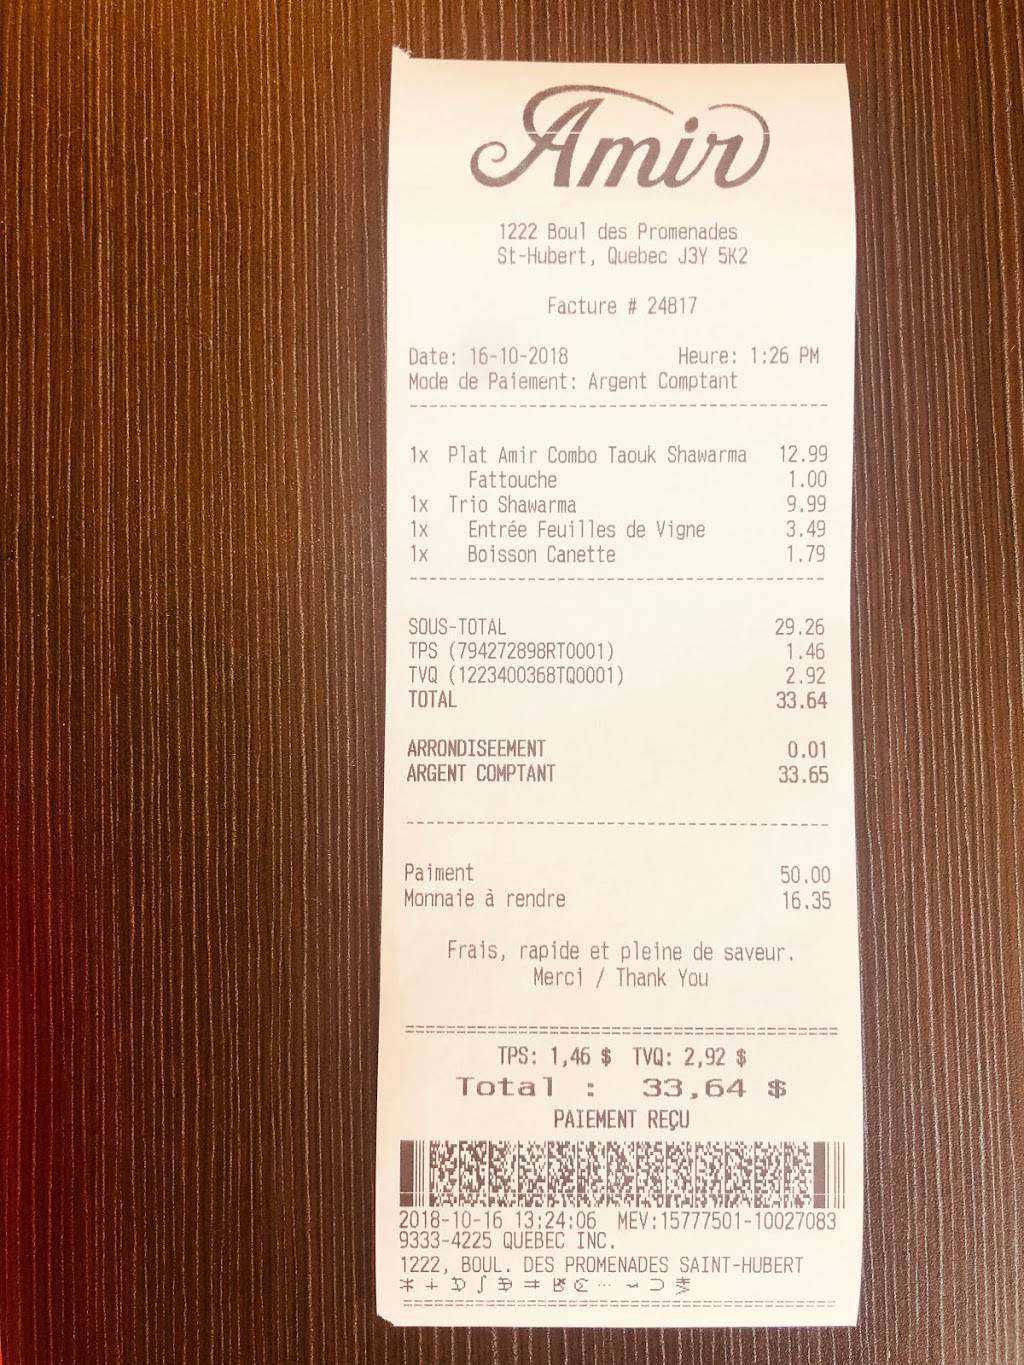 Amir
1222 Boul des Promenades
St-Hubert, Quebec J3Y 5K2
Facture # 24817
Date: 16-10-2018 Heure: 1:26 PM
Mode de Paiement: Argent Comptant
1x Plat Amir Combo Taouk Shawarma 12.99
Fattouche 1.00
1x Trio Shawarma 9.99
1x Entrée Feuilles de Vigne 3.49
1x Boisson Canette 1.79
SOUS-TOTAL 29.26
TPS (794272898RT0001) 1.46
TVQ (1223400368TQ0001) 2.92
TOTAL 33.64
ARRONDISEEMENT 0.01
ARGENT COMPTANT 33.65
Paiment 50.00
Monnaie à rendre 16.35
Frais, rapide et pleine de saveur.
Merci / Thank You
TPS: 1,46 $ TVQ: 2,92 $
Total : 33,64 $
PAIEMENT REÇU
2018-10-16 13:24:06 MEV:15777501-10027083
9333-4225 QUEBEC INC.
1222, BOUL. DES PROMENADES SAINT-HUBERT